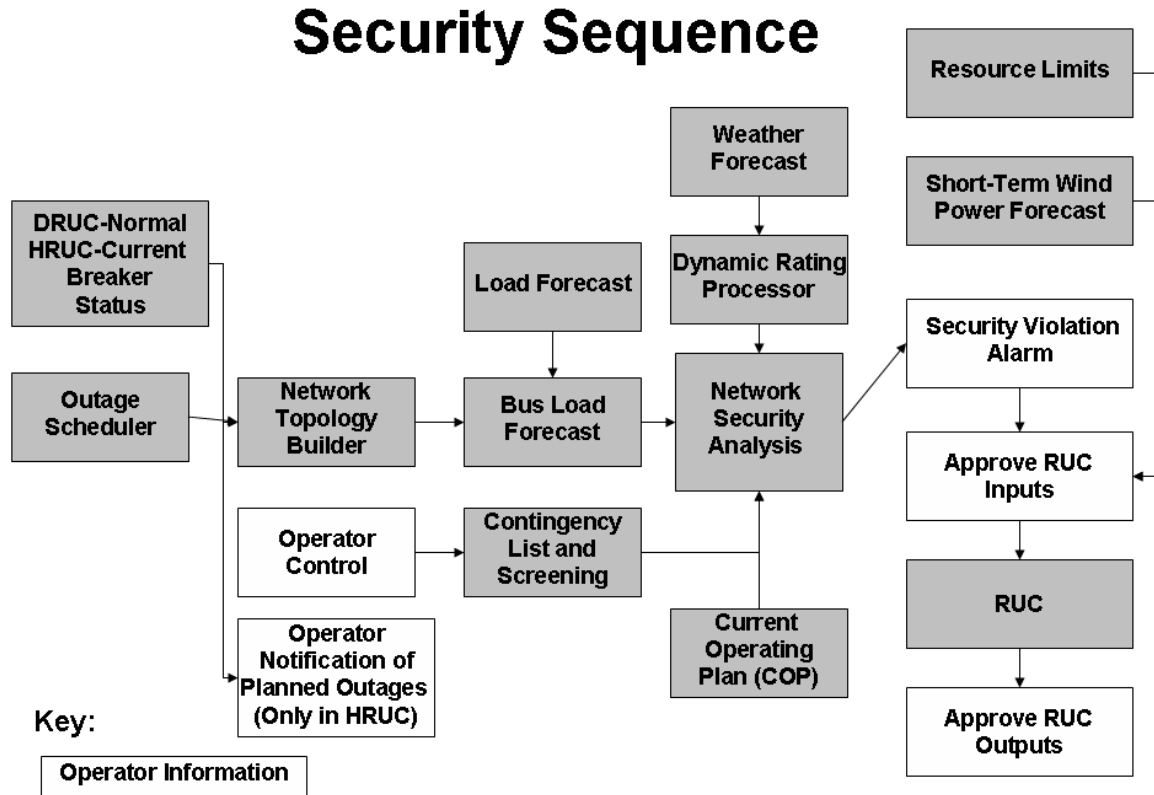 Security Sequence
Resource Limits
Weather
Forecast
Short-Term Wind
Power Forecast
DRUC-Normal
HRUC-Current
Breaker
Status
Load Forecast
Dynamic Rating
Processor
Security Violation
Alarm
Outage
Scheduler
Network
Topology
Builder
Bus Load
Forecast
Network
Security
Analysis
Approve RUC
Inputs
Operator
Control
Contingency
List and
Screening
RUC
Operator
Notification of
Planned Outages
(Only in HRUC)
Current
Operating
Plan (COP)
Approve RUC
Outputs
Key:
Operator Information